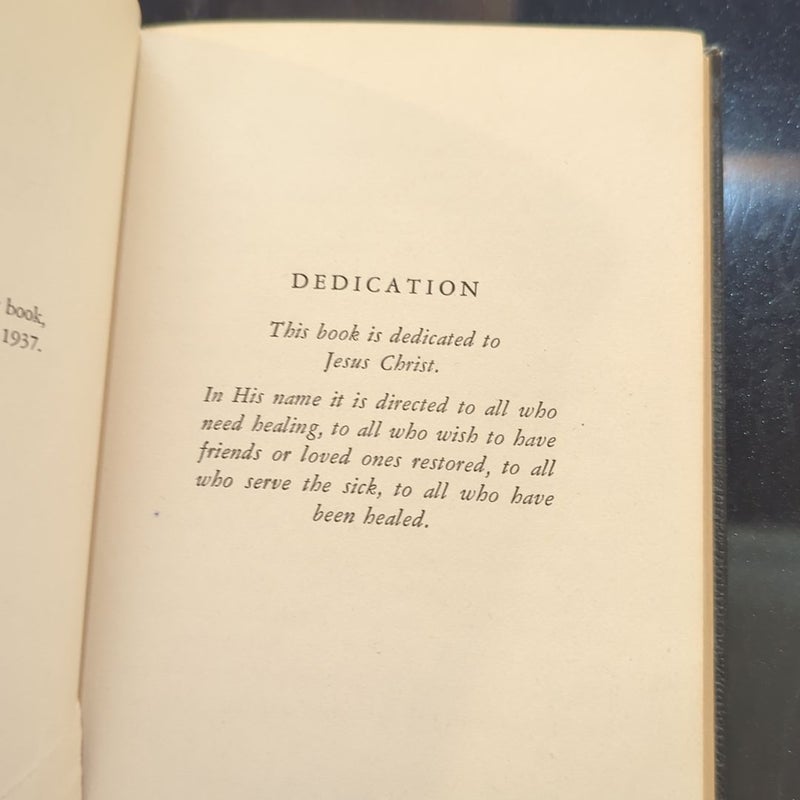 book,
1937.
DEDICATION
This book is dedicated to
Jesus Christ.
In His name it is directed to all who
need healing, to all who wish to have
friends or loved ones restored, to all
who serve the sick, to all who have
been healed.